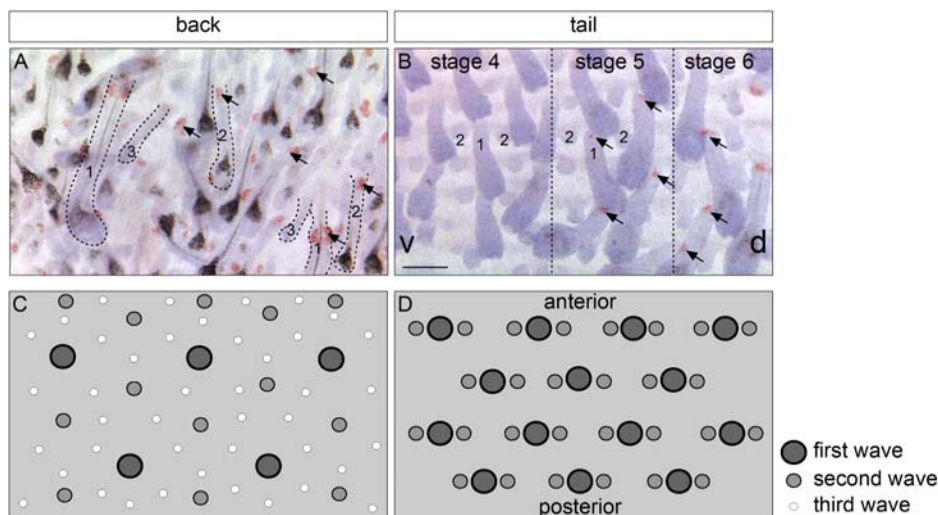 back
tail
A
1
3
2
3
1
2
B
stage 4
stage 5
stage 6
2
1
2
2
1
2
v
d
C
D
anterior
posterior
first wave
second wave
third wave